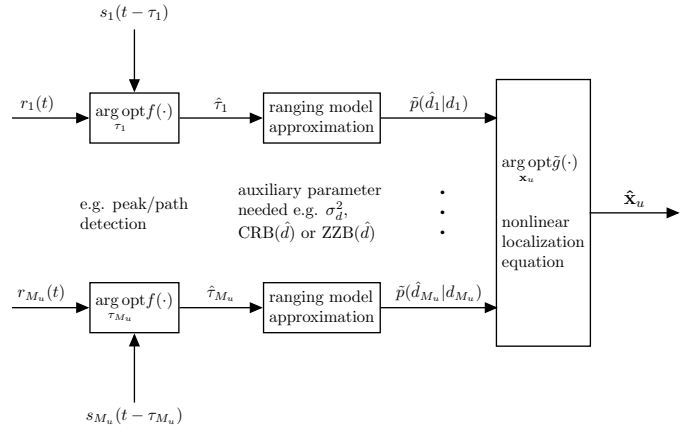 s₁(t − τ₁)
r₁(t)
arg opt f(·)
τ₁
τ̂₁
ranging model
approximation
p̃(d̂₁|d₁)
arg opt g̃(·)
xᵤ
nonlinear
localization
equation
x̂ᵤ
e.g. peak/path
detection
auxiliary parameter
needed e.g. σ_d²,
CRB(d̂) or ZZB(d̂)
r_{Mᵤ}(t)
arg opt f(·)
τ_{Mᵤ}
τ̂_{Mᵤ}
ranging model
approximation
p̃(d̂_{Mᵤ}|d_{Mᵤ})
s_{Mᵤ}(t − τ_{Mᵤ})